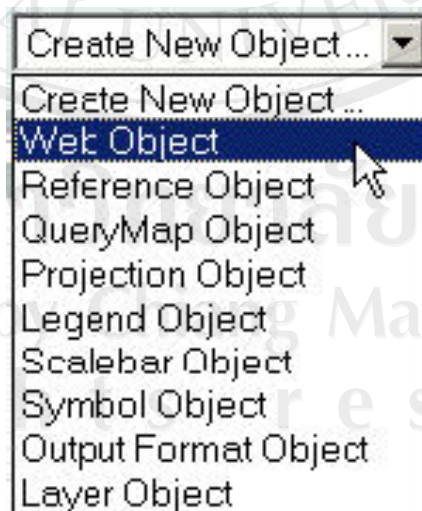 Create New Object...
Create New Object ...
Web Object
Reference Object
QueryMap Object
Projection Object
Legend Object
Scalebar Object
Symbol Object
Output Format Object
Layer Object